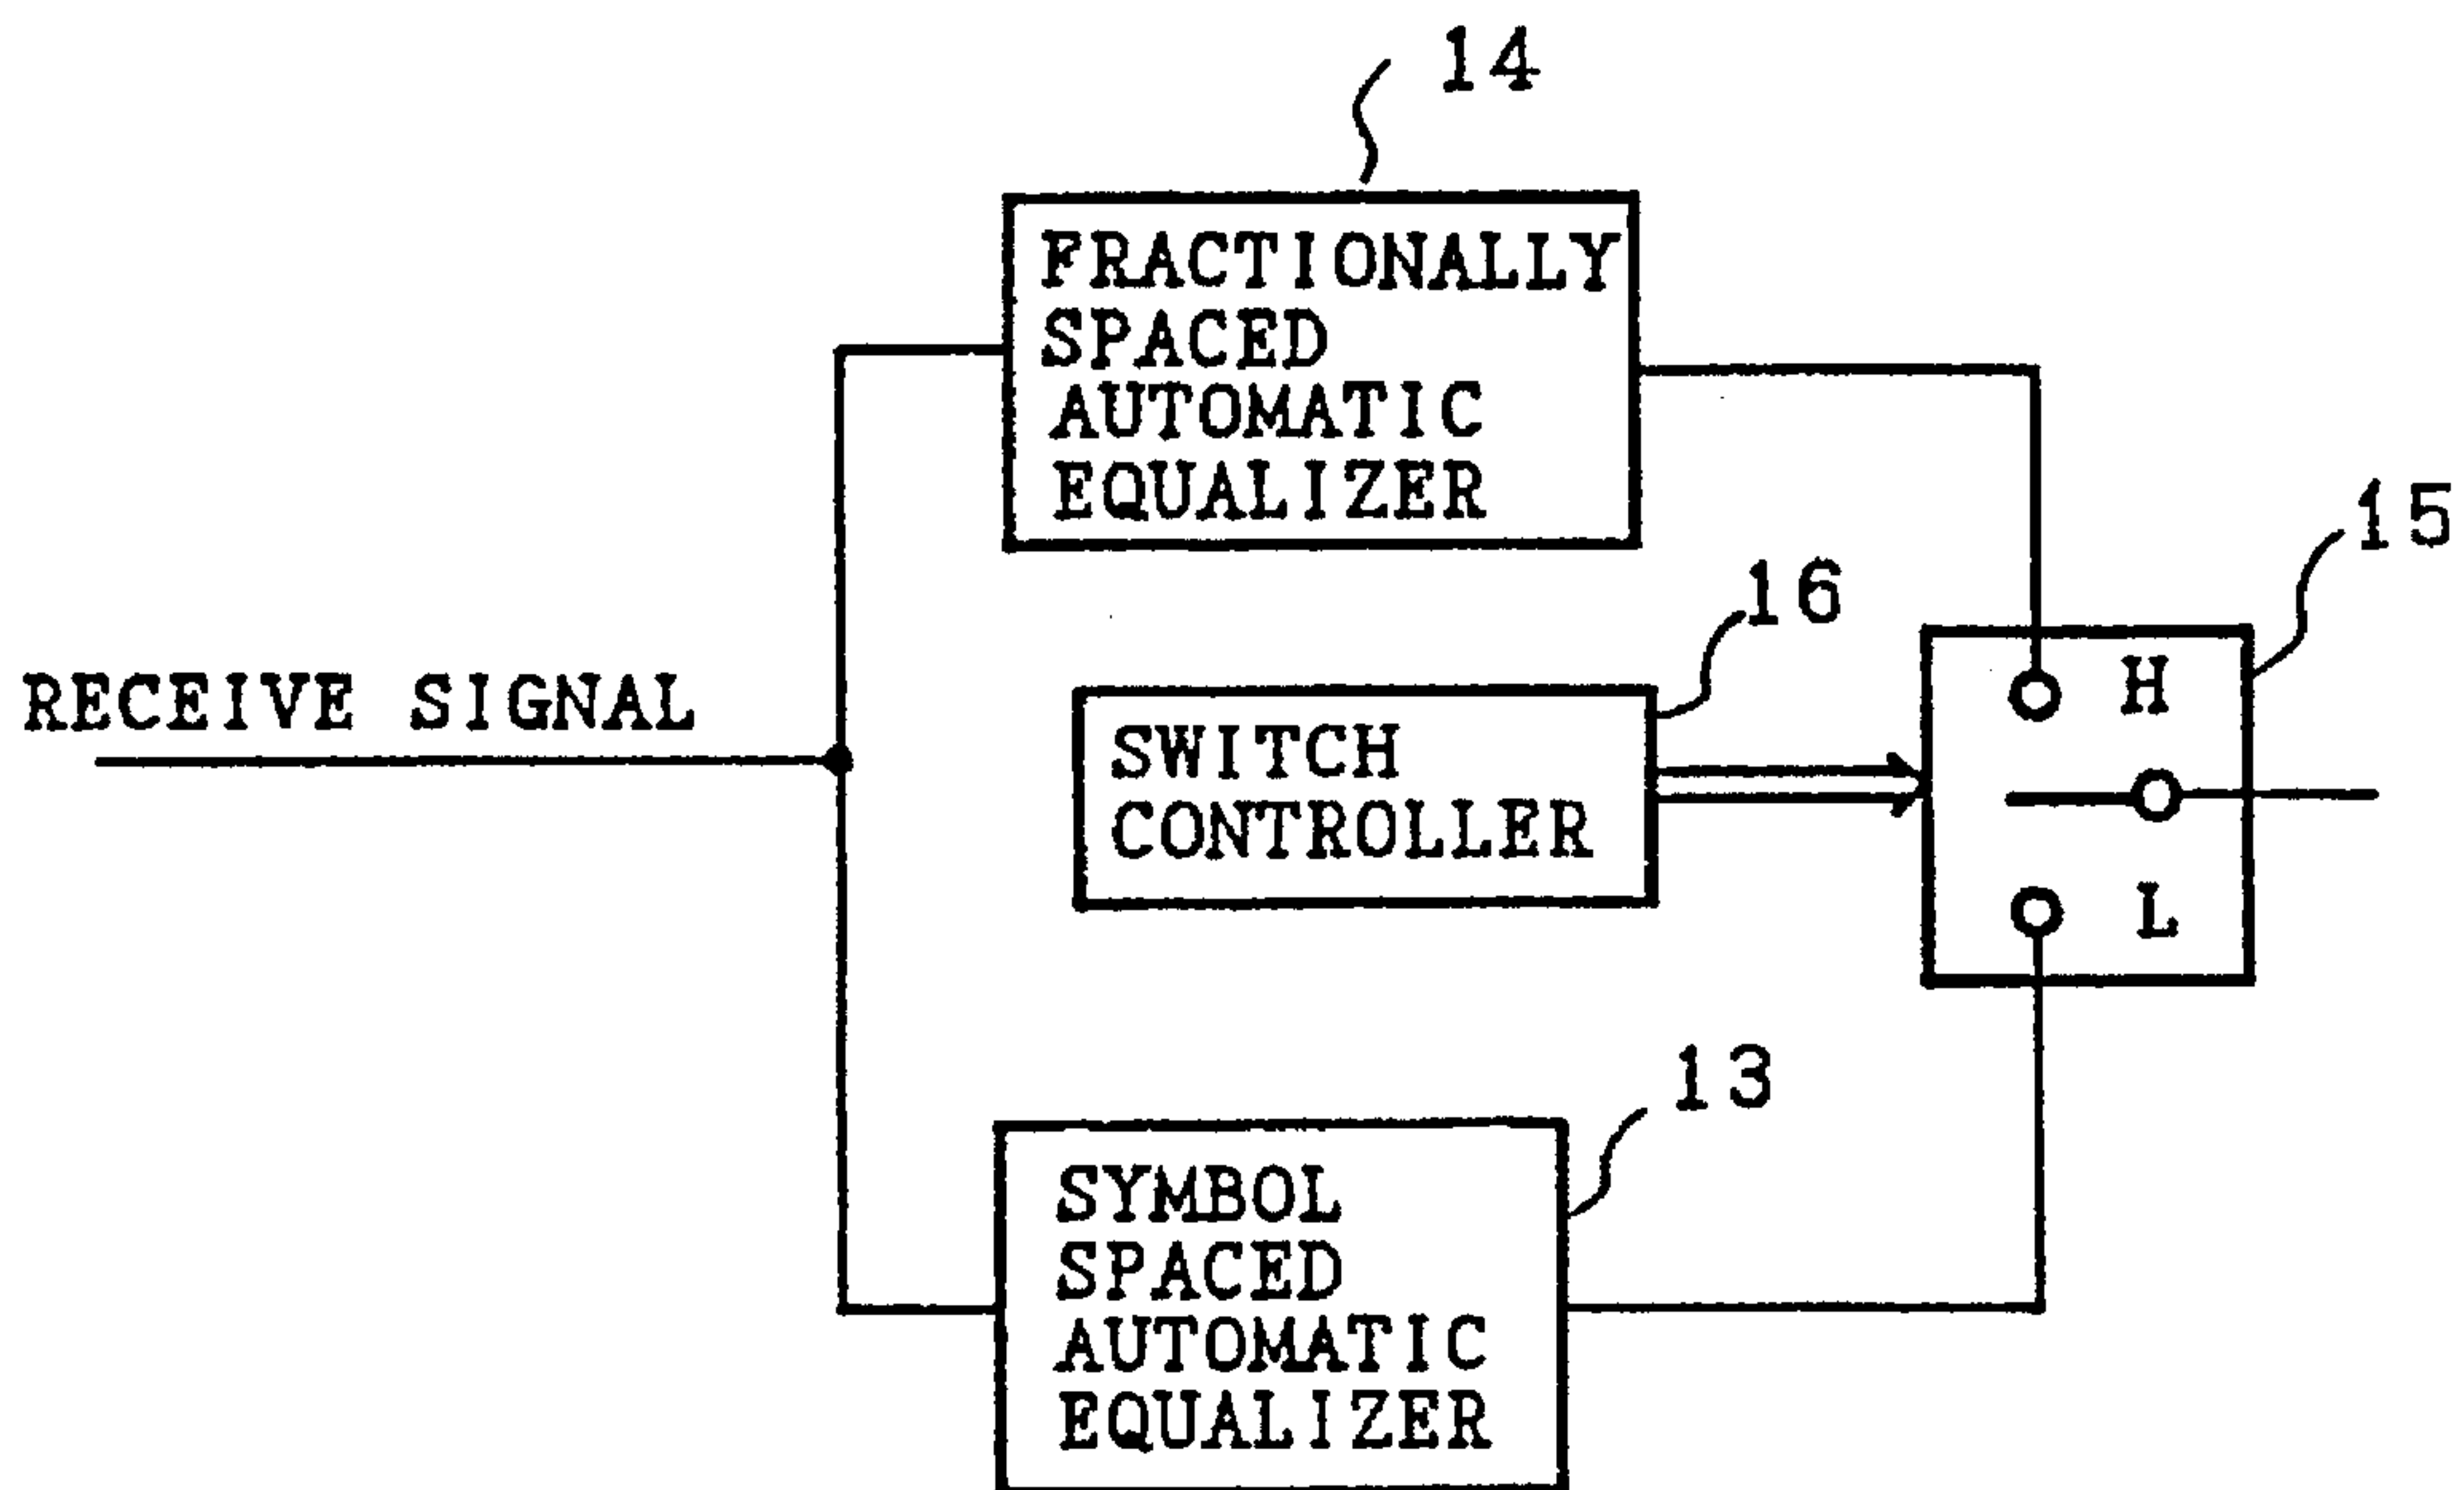 14
FRACTIONALLY
SPACED
AUTOMATIC
EQUALIZER
15
16
RECEIVE SIGNAL
SWITCH
CONTROLLER
H
L
13
SYMBOL
SPACED
AUTOMATIC
EQUALIZER